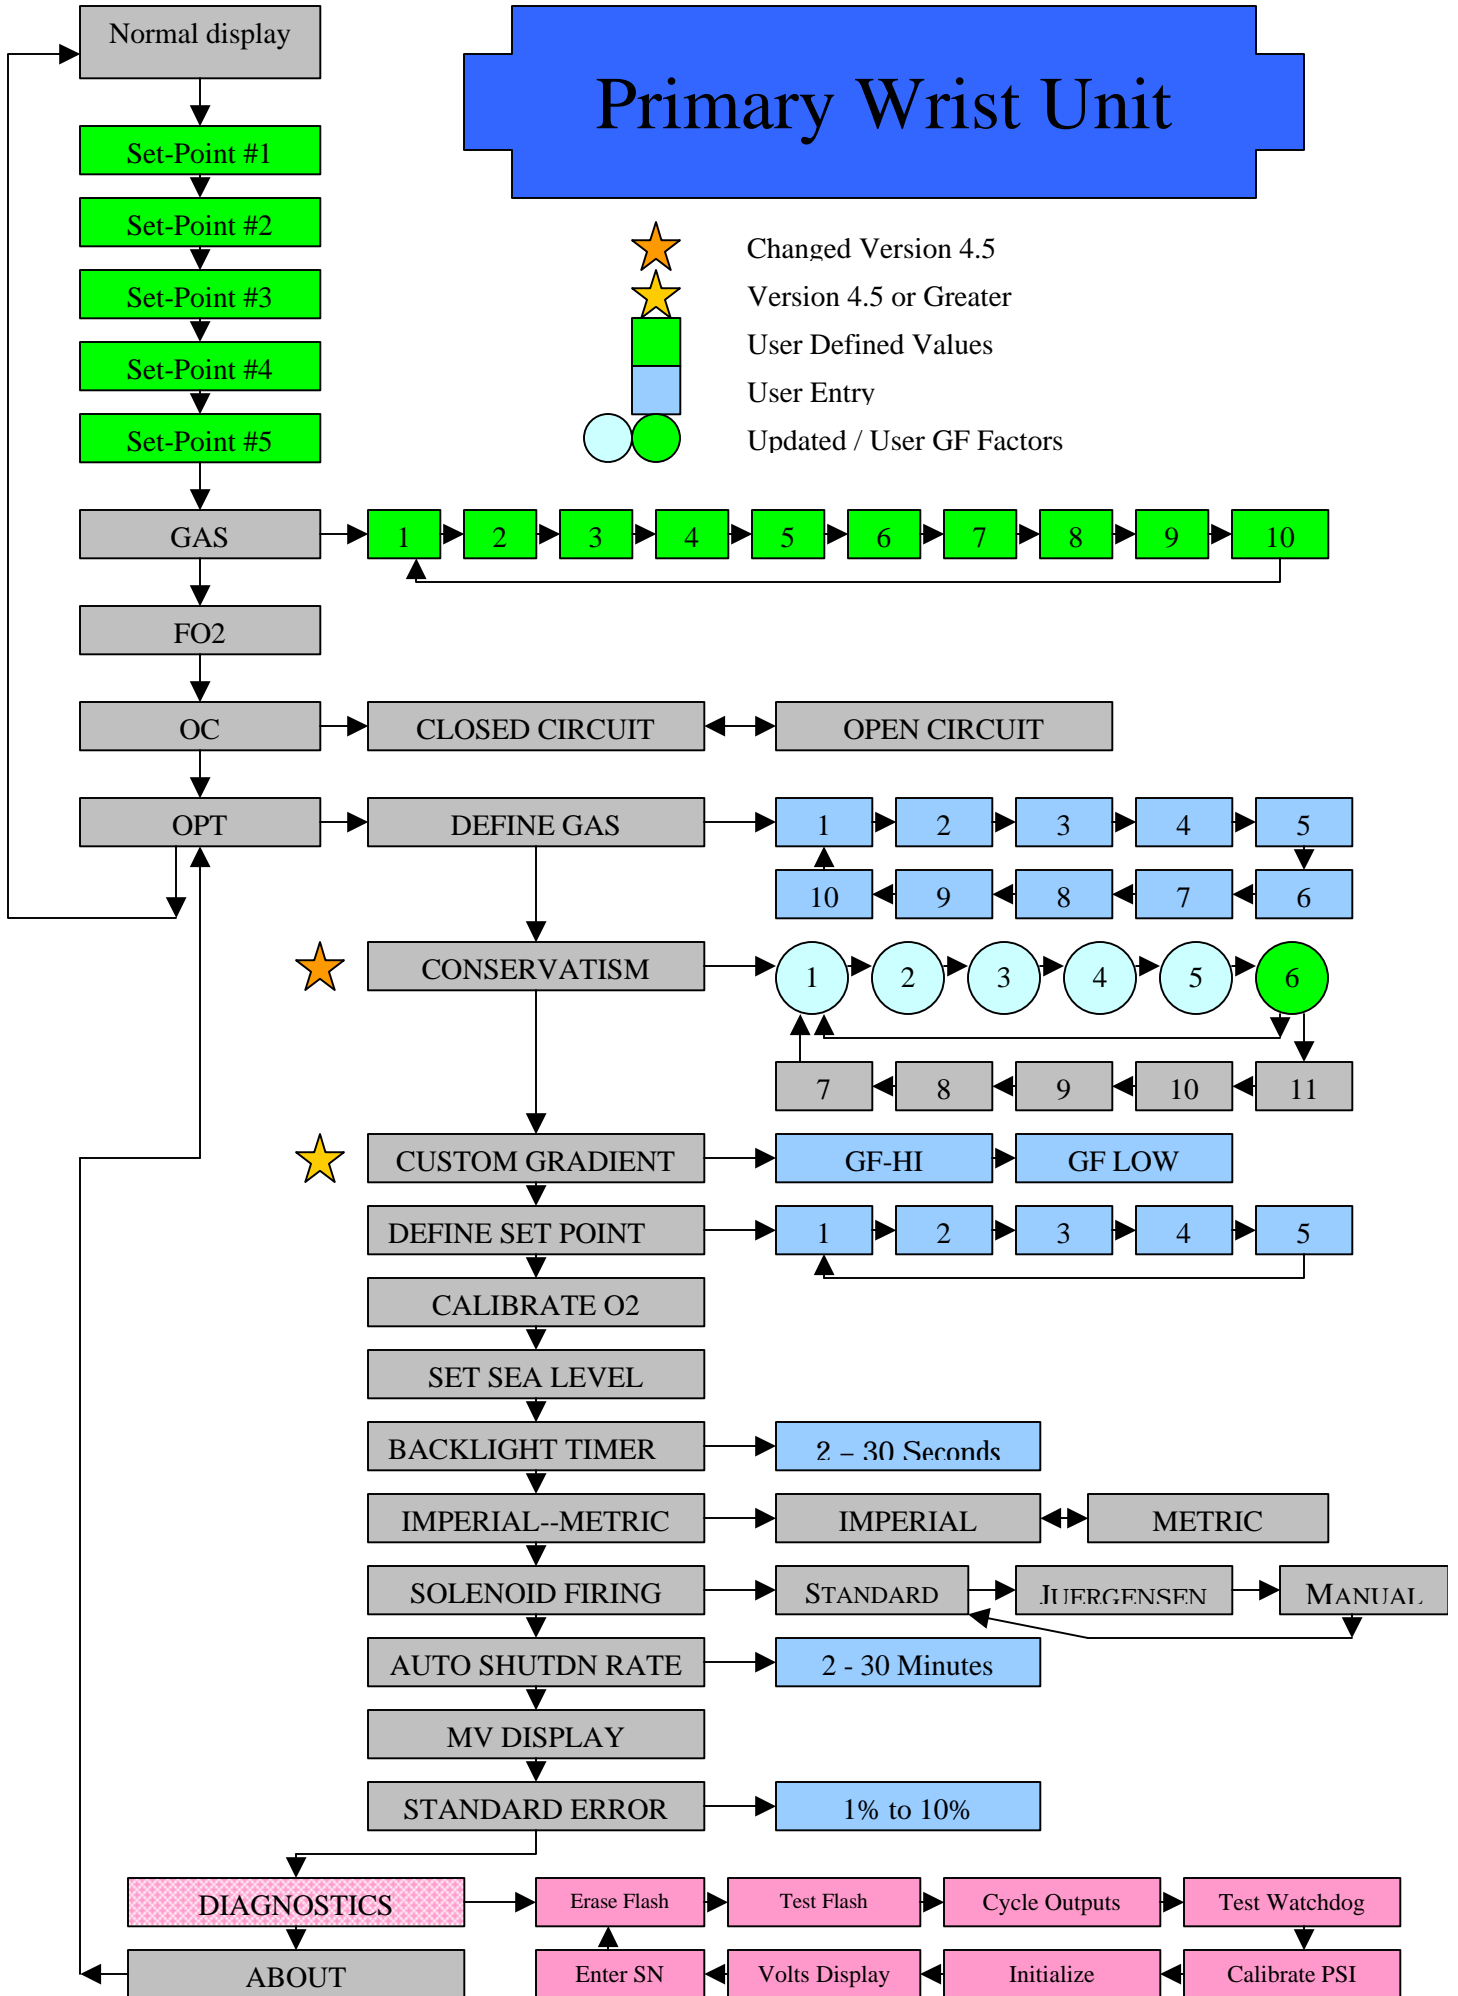 Normal display
Primary Wrist Unit
Set-Point #1
Set-Point #2
Set-Point #3
Set-Point #4
Set-Point #5
Changed Version 4.5
Version 4.5 or Greater
User Defined Values
User Entry
Updated / User GF Factors
GAS
1 2 3 4 5 6 7 8 9 10
FO2
OC
CLOSED CIRCUIT
OPEN CIRCUIT
OPT
DEFINE GAS
1 2 3 4 5
10 9 8 7 6
CONSERVATISM
1 2 3 4 5 6
7 8 9 10 11
CUSTOM GRADIENT
GF-HI
GF LOW
DEFINE SET POINT
1 2 3 4 5
CALIBRATE O2
SET SEA LEVEL
BACKLIGHT TIMER
2 – 30 Seconds
IMPERIAL--METRIC
IMPERIAL
METRIC
SOLENOID FIRING
STANDARD
JUERGENSEN
MANUAL
AUTO SHUTDN RATE
2 - 30 Minutes
MV DISPLAY
STANDARD ERROR
1% to 10%
DIAGNOSTICS
Erase Flash
Test Flash
Cycle Outputs
Test Watchdog
ABOUT
Enter SN
Volts Display
Initialize
Calibrate PSI